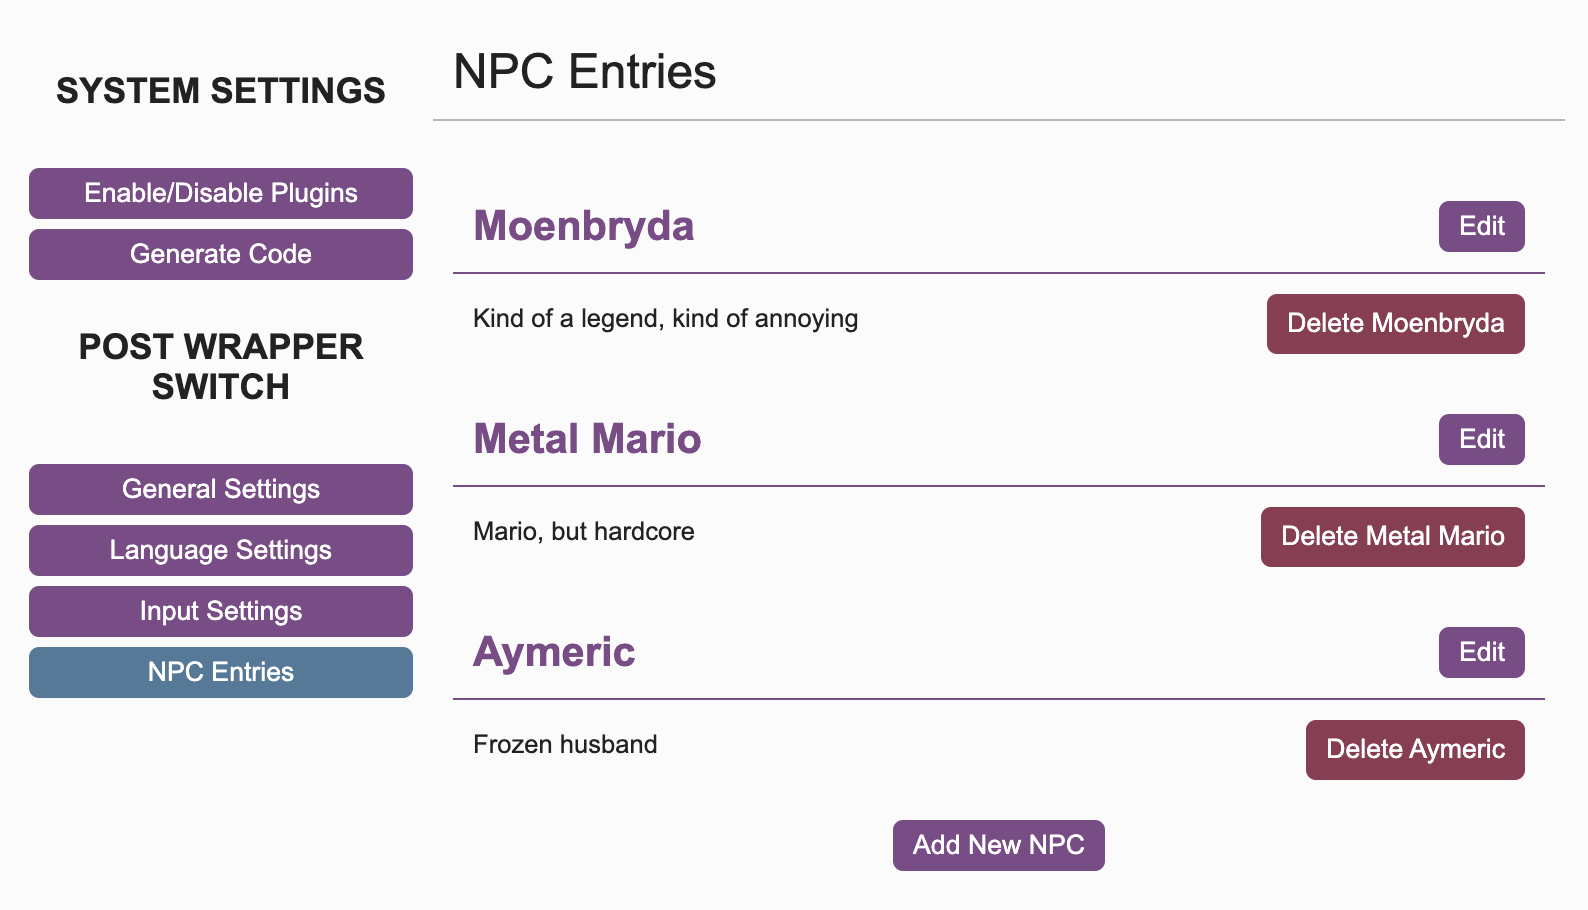 SYSTEM SETTINGS
Enable/Disable Plugins
Generate Code
POST WRAPPER
SWITCH
General Settings
Language Settings
Input Settings
NPC Entries
NPC Entries
Moenbryda
Edit
Kind of a legend, kind of annoying
Delete Moenbryda
Metal Mario
Edit
Mario, but hardcore
Delete Metal Mario
Aymeric
Edit
Frozen husband
Delete Aymeric
Add New NPC